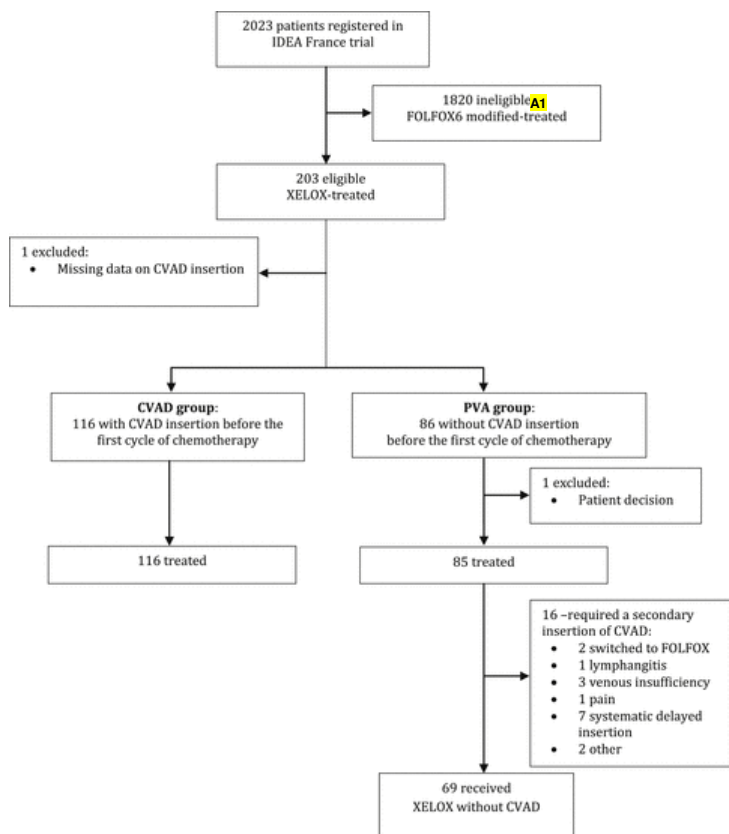 2023 patients registered in
IDEA France trial
1820 ineligible A1
FOLFOX6 modified-treated
203 eligible
XELOX-treated
1 excluded:
• Missing data on CVAD insertion
CVAD group:
116 with CVAD insertion before the
first cycle of chemotherapy
PVA group:
86 without CVAD insertion
before the first cycle of chemotherapy
1 excluded:
• Patient decision
116 treated
85 treated
16 –required a secondary
insertion of CVAD:
• 2 switched to FOLFOX
• 1 lymphangitis
• 3 venous insufficiency
• 1 pain
• 7 systematic delayed
insertion
• 2 other
69 received
XELOX without CVAD